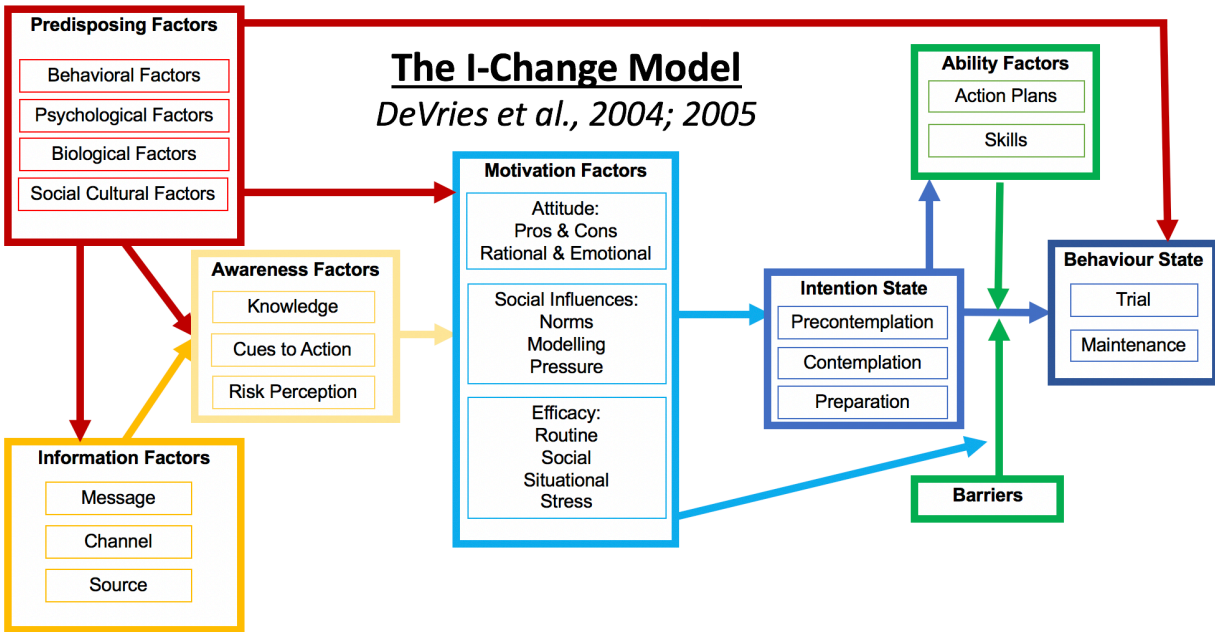 Predisposing Factors
Behavioral Factors
Psychological Factors
Biological Factors
Social Cultural Factors
The I-Change Model
DeVries et al., 2004; 2005
Ability Factors
Action Plans
Skills
Motivation Factors
Attitude:
Pros & Cons
Rational & Emotional
Social Influences:
Norms
Modelling
Pressure
Efficacy:
Routine
Social
Situational
Stress
Awareness Factors
Knowledge
Cues to Action
Risk Perception
Intention State
Precontemplation
Contemplation
Preparation
Behaviour State
Trial
Maintenance
Information Factors
Message
Channel
Source
Barriers